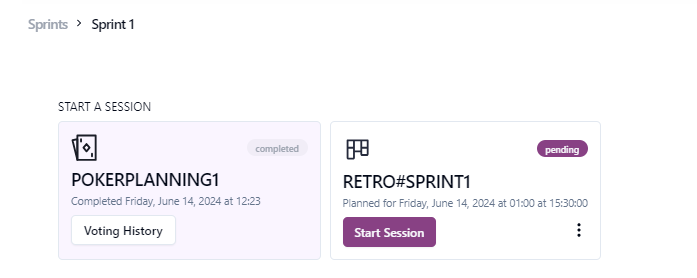 Sprints > Sprint 1
START A SESSION
completed
POKERPLANNING1
Completed Friday, June 14, 2024 at 12:23
Voting History
pending
RETRO#SPRINT1
Planned for Friday, June 14, 2024 at 01:00 at 15:30:00
Start Session